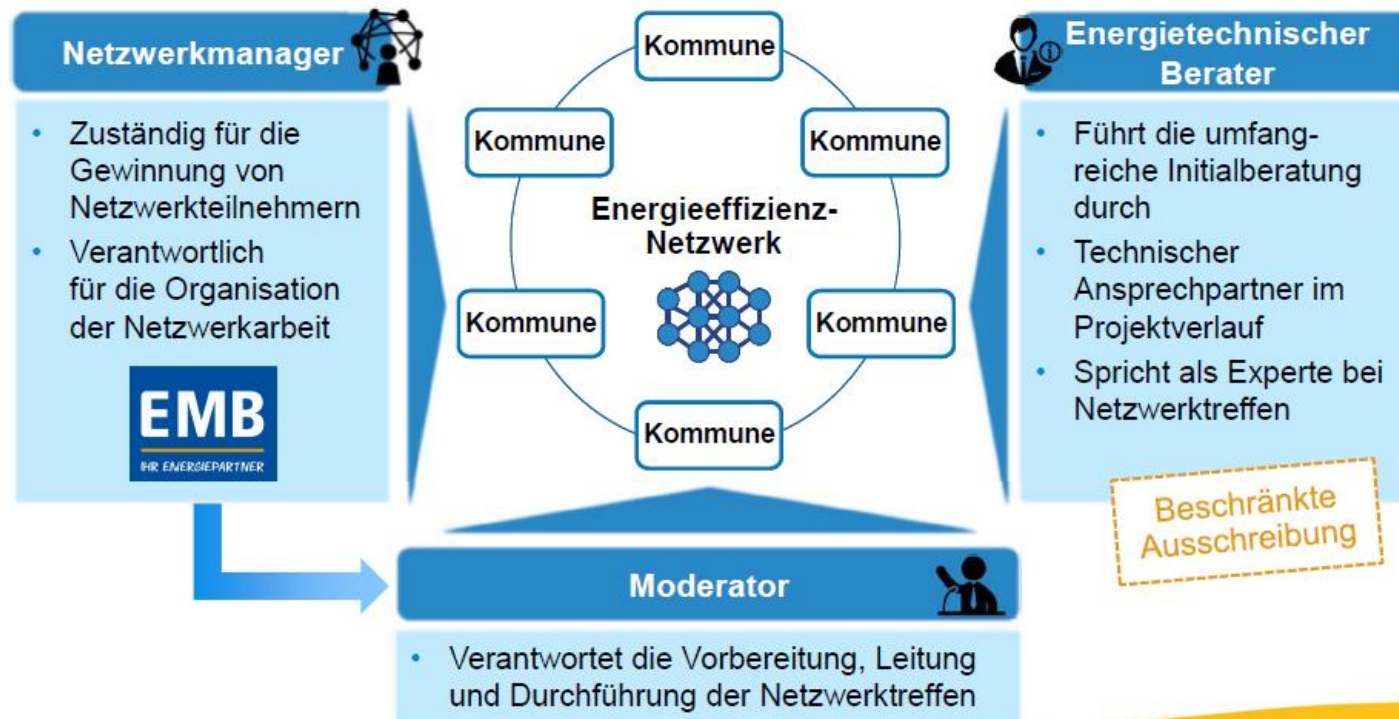 Netzwerkmanager
• Zuständig für die
Gewinnung von
Netzwerkteilnehmern
• Verantwortlich
für die Organisation
der Netzwerkarbeit
EMB
IHR ENERGIEPARTNER
Kommune
Kommune
Kommune
Energieeffizienz-
Netzwerk
Kommune
Kommune
Kommune
Energietechnischer
Berater
• Führt die umfang-
reiche Initialberatung
durch
• Technischer
Ansprechpartner im
Projektverlauf
• Spricht als Experte bei
Netzwerktreffen
Beschränkte
Ausschreibung
Moderator
• Verantwortet die Vorbereitung, Leitung
und Durchführung der Netzwerktreffen